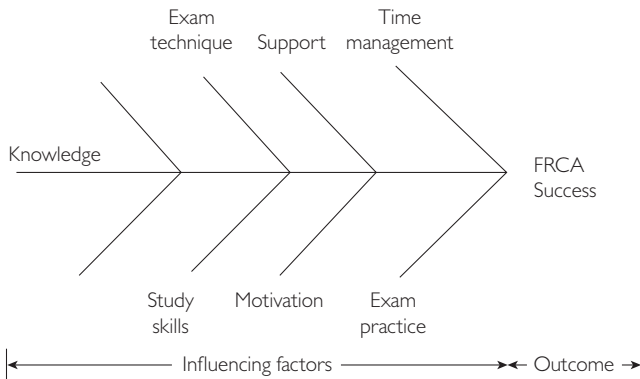 Exam
technique
Support
Time
management
Knowledge
FRCA
Success
Study
skills
Motivation
Exam
practice
Influencing factors
Outcome